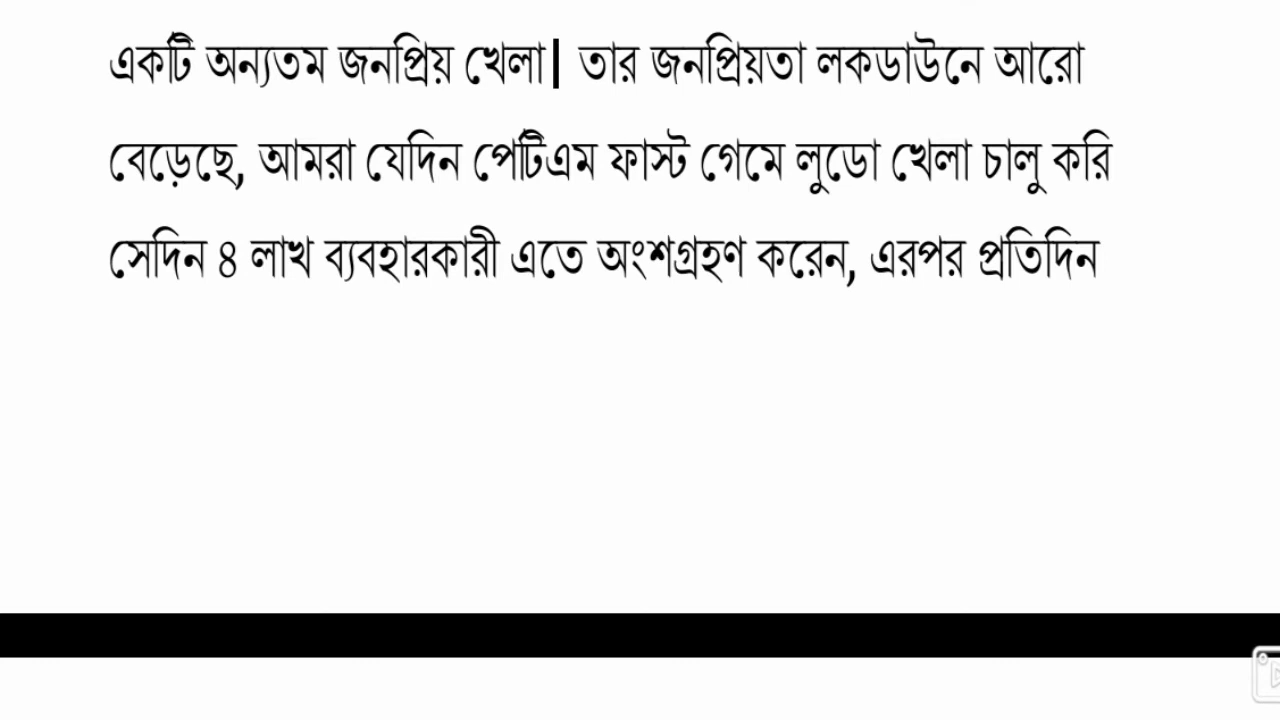 একটি অন্যতম জনপ্রিয় খেলা| তার জনপ্রিয়তা লকডাউনে আরো
বেড়েছে, আমরা যেদিন পেটিএম ফার্স্ট গেমে লুডো খেলা চালু করি
সেদিন ৪ লাখ ব্যবহারকারী এতে অংশগ্রহণ করেন, এরপর প্রতিদিন